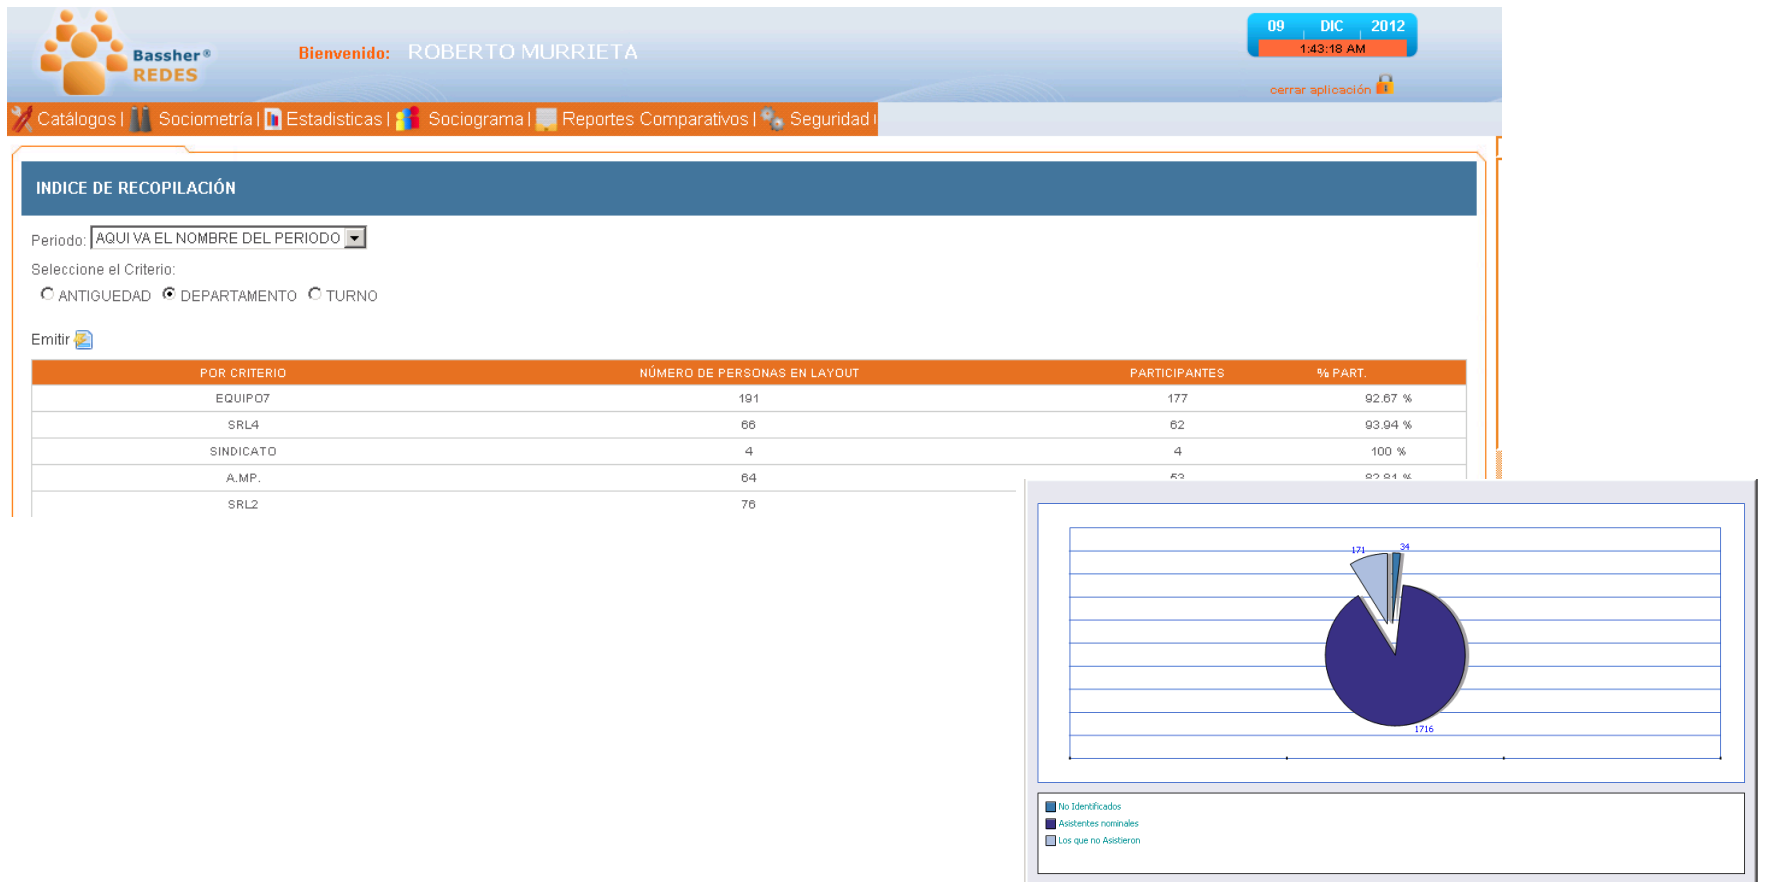 Bassher®
REDES
Bienvenido: ROBERTO MURRIETA
09 DIC 2012
1:43:18 AM
cerrar aplicación
Catálogos | Sociometría | Estadisticas | Sociograma | Reportes Comparativos | Seguridad |
INDICE DE RECOPILACIÓN
Periodo: AQUI VA EL NOMBRE DEL PERIODO
Seleccione el Criterio:
ANTIGUEDAD DEPARTAMENTO TURNO
Emitir
POR CRITERIO NÚMERO DE PERSONAS EN LAYOUT PARTICIPANTES % PART.
EQUIPO7 191 177 92.67 %
SRL4 66 62 93.94 %
SINDICATO 4 4 100 %
A.MP. 64 53 82.81 %
SRL2 76
171 34
1716
No Identificados
Asistentes nominales
Los que no Asistieron